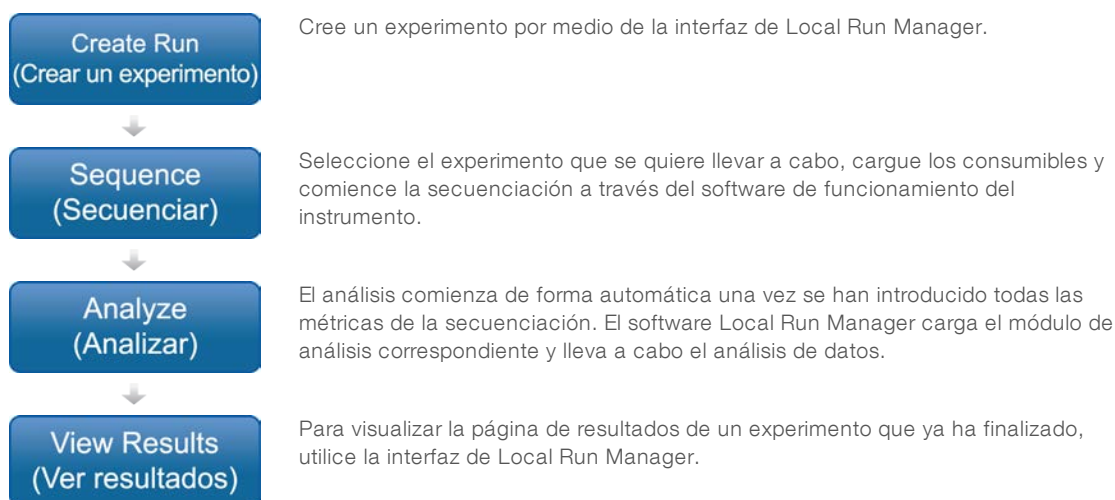 Create Run
(Crear un experimento)
Cree un experimento por medio de la interfaz de Local Run Manager.
Sequence
(Secuenciar)
Seleccione el experimento que se quiere llevar a cabo, cargue los consumibles y
comience la secuenciación a través del software de funcionamiento del
instrumento.
Analyze
(Analizar)
El análisis comienza de forma automática una vez se han introducido todas las
métricas de la secuenciación. El software Local Run Manager carga el módulo de
análisis correspondiente y lleva a cabo el análisis de datos.
View Results
(Ver resultados)
Para visualizar la página de resultados de un experimento que ya ha finalizado,
utilice la interfaz de Local Run Manager.